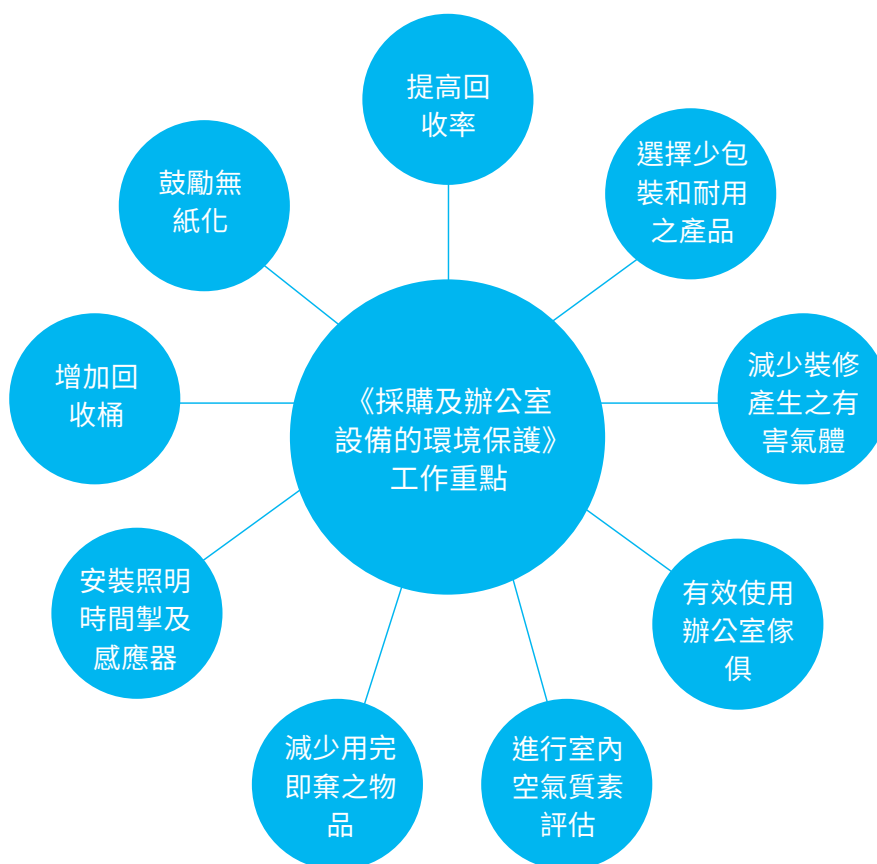 提高回
收率
選擇少包
裝和耐用
之產品
減少裝修
產生之有
害氣體
有效使用
辦公室傢
俱
進行室內
空氣質素
評估
減少用完
即棄之物
品
安裝照明
時間掣及
感應器
增加回
收桶
鼓勵無
紙化
《採購及辦公室
設備的環境保護》
工作重點